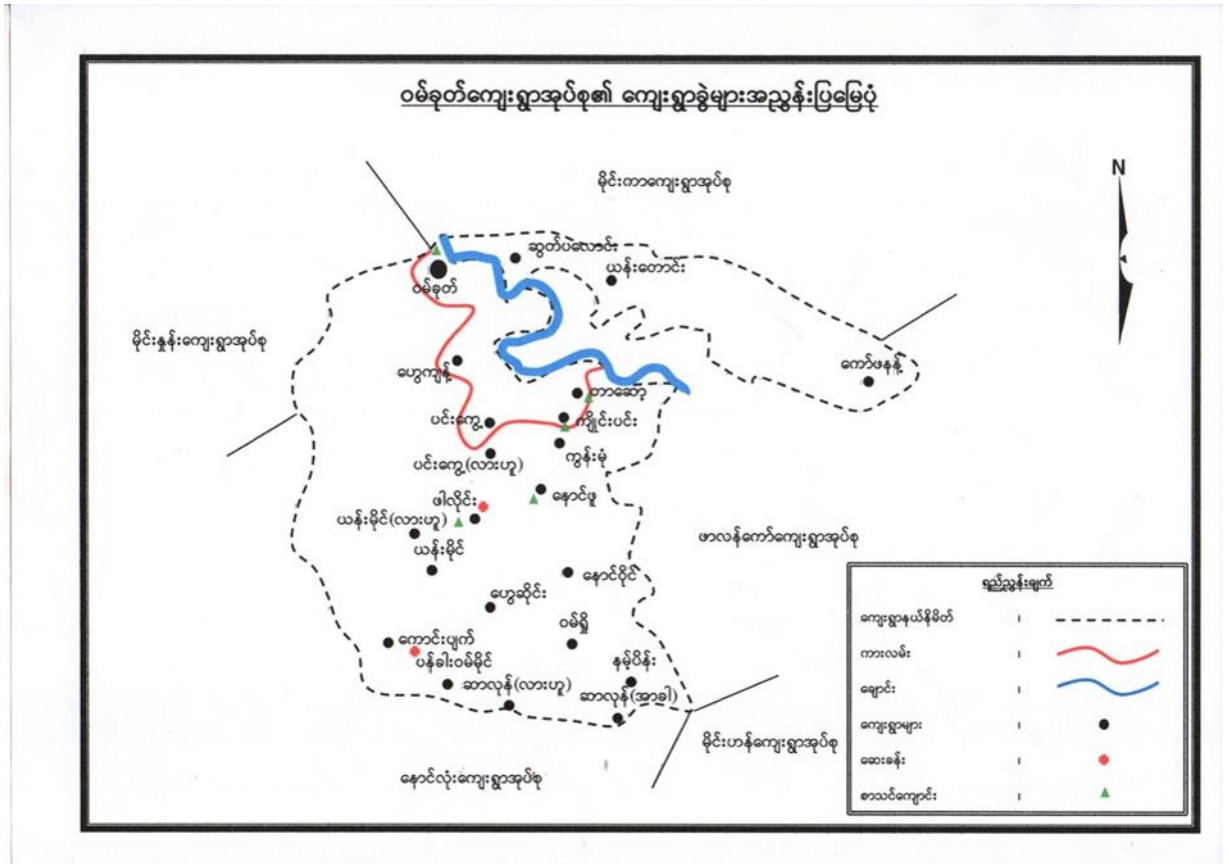 ဝမ်ခုတ်ကျေးရွာအုပ်စု၏ ကျေးရွာခွဲများအညွှန်းပြမြေပုံ
မိုင်းကာကျေးရွာအုပ်စု
N
ဆွတ်ပလောင်း
ယန်းတောင်း
ဝမ်ခုတ်
မိုင်းနှုန်းကျေးရွာအုပ်စု
ကော်ဖနန့်
ဟွေကျန့်
တာဆော့
ပင်းကွေ့
ကျိုင်းပင်း
ကွန်းမုံ
ပင်းကွေ့(လားဟူ)
ဖါလိုင်း
နောင်ဖူ
ယန်းမိုင်(လားဟူ)
ယန်းမိုင်
ဖာလန်ကော်ကျေးရွာအုပ်စု
နောင်ဝိုင်
ဟွေဆိုင်း
ဝမ်ရှို
ကောင်းပျက်
ပန်ခါးဝမ်မိုင်
နမ့်ပိန်း
ဆာလုန်(လားဟူ)
ဆာလုန်(အာခါ)
မိုင်းဟန်ကျေးရွာအုပ်စု
နောင်လုံးကျေးရွာအုပ်စု
ရည်ညွှန်းချက်
ကျေးရွာနယ်နိမိတ် ၊
ကားလမ်း ၊
ချောင်း ၊
ကျေးရွာများ ၊
ဆေးခန်း ၊
စာသင်ကျောင်း ၊